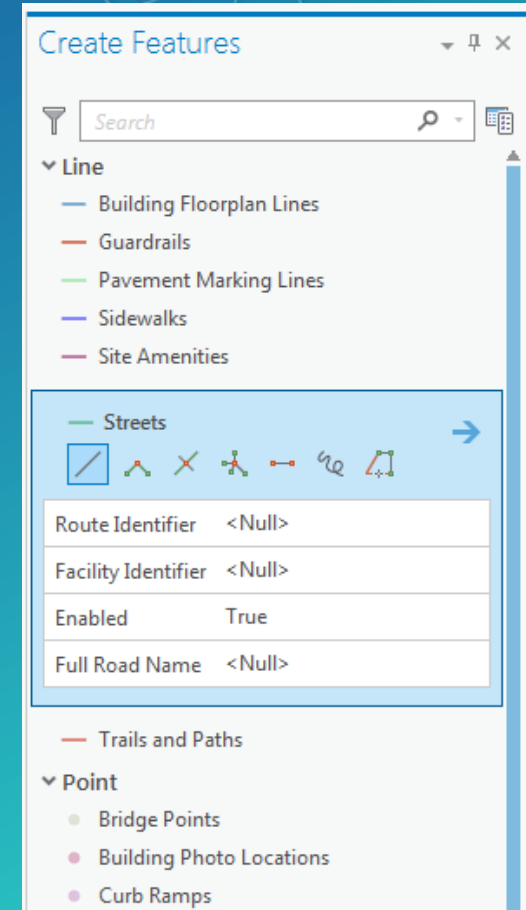 Create Features
Search
Line
Building Floorplan Lines
Guardrails
Pavement Marking Lines
Sidewalks
Site Amenities
Streets
Route Identifier <Null>
Facility Identifier <Null>
Enabled True
Full Road Name <Null>
Trails and Paths
Point
Bridge Points
Building Photo Locations
Curb Ramps